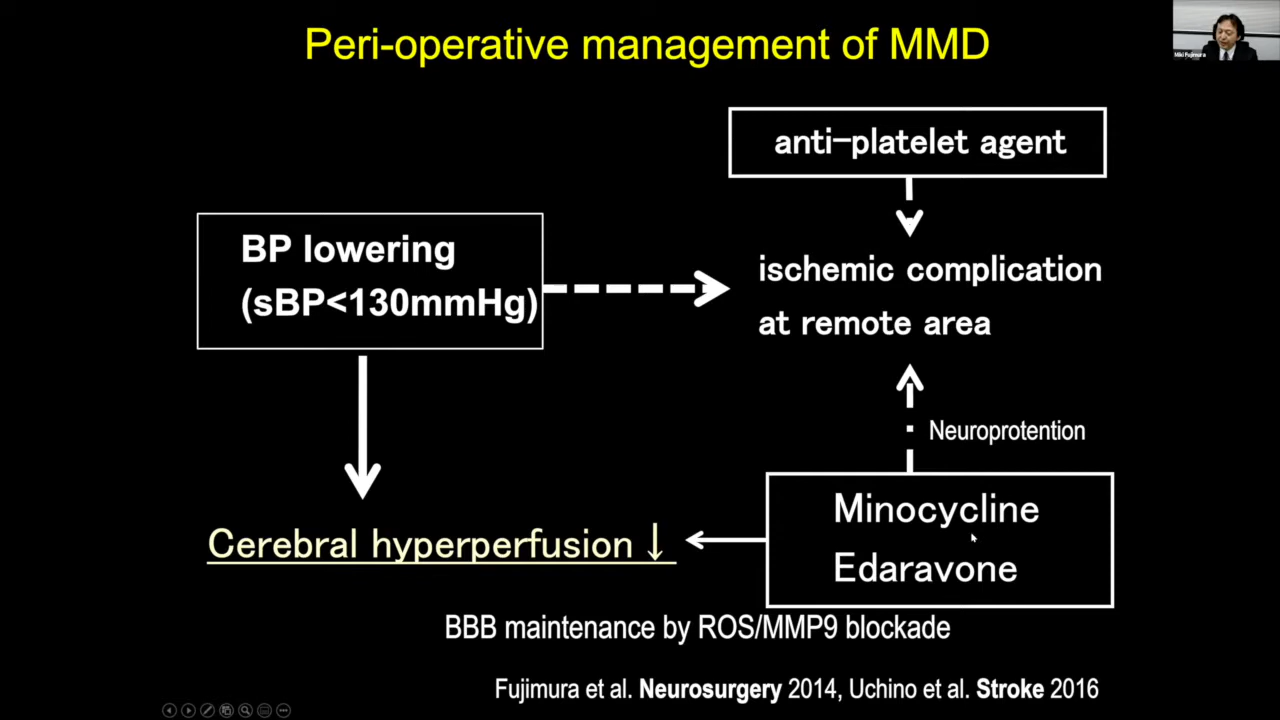 Peri-operative management of MMD
Miki Fujimura
anti-platelet agent
BP lowering
(sBP<130mmHg)
ischemic complication
at remote area
Neuroprotention
Minocycline
Edaravone
Cerebral hyperperfusion↓
BBB maintenance by ROS/MMP9 blockade
Fujimura et al. Neurosurgery 2014, Uchino et al. Stroke 2016